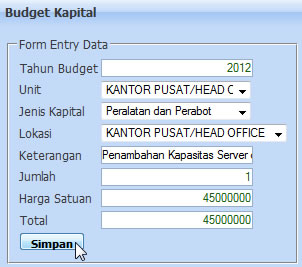 Budget Kapital
Form Entry Data
Tahun Budget 2012
Unit KANTOR PUSAT/HEAD C
Jenis Kapital Peralatan dan Perabot
Lokasi KANTOR PUSAT/HEAD OFFICE
Keterangan Penambahan Kapasitas Server
Jumlah 1
Harga Satuan 45000000
Total 45000000
Simpan